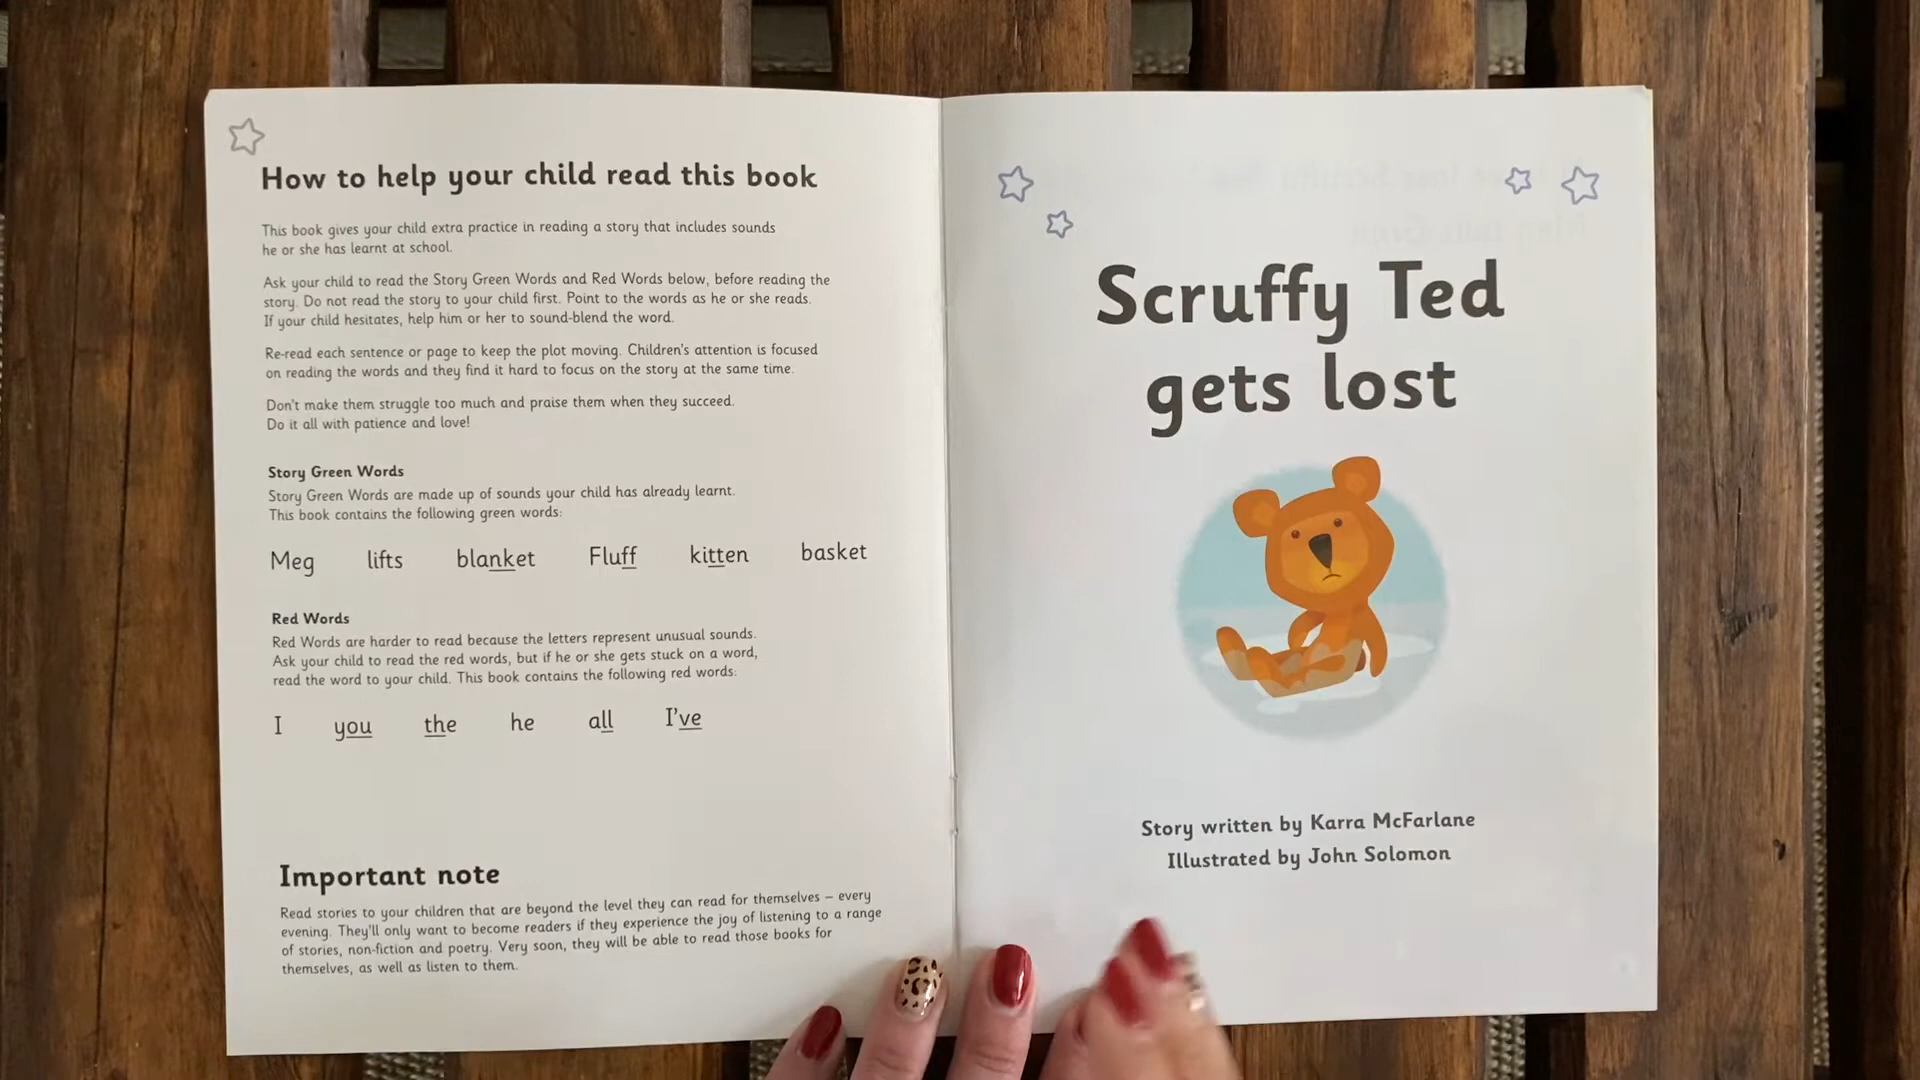 How to help your child read this book
This book gives your child extra practice in reading a story that includes sounds
he or she has learnt at school.
Ask your child to read the Story Green Words and Red Words below, before reading the
story. Do not read the story to your child first. Point to the words as he or she reads.
If your child hesitates, help him or her to sound-blend the word.
Re-read each sentence or page to keep the plot moving. Children's attention is focused
on reading the words and they find it hard to focus on the story at the same time.
Don't make them struggle too much and praise them when they succeed.
Do it all with patience and love!
Story Green Words
Story Green Words are made up of sounds your child has already learnt.
This book contains the following green words:
Meg lifts blanket Fluff kitten basket
Red Words
Red Words are harder to read because the letters represent unusual sounds.
Ask your child to read the red words, but if he or she gets stuck on a word,
read the word to your child. This book contains the following red words:
I you the he all I've
Important note
Read stories to your children that are beyond the level they can read for themselves – every
evening. They'll only want to become readers if they experience the joy of listening to a range
of stories, non-fiction and poetry. Very soon, they will be able to read those books for
themselves, as well as listen to them.
Scruffy Ted
gets lost
Story written by Karra McFarlane
Illustrated by John Solomon